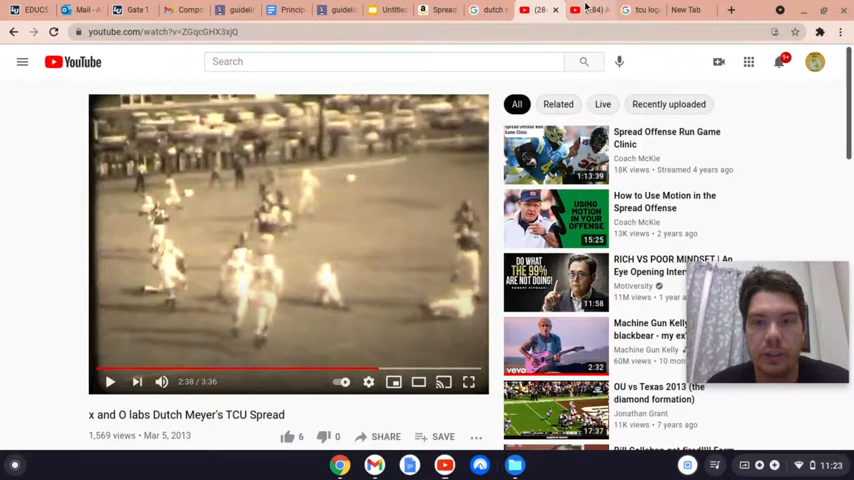 EDUC5
Mail - A
Gate 1
Compo
guideli
Princip
guideli
Untitled
Spread
dutch m
(28
(84) A
tcu log
New Tab
youtube.com/watch?v=ZGqcGHX3xjQ
YouTube
Search
9+
All
Related
Live
Recently uploaded
Spread Offense Run Game
Clinic
Coach McKie
18K views • Streamed 4 years ago
1:13:39
How to Use Motion in the
Spread Offense
Coach McKie
13K views • 2 years ago
USING
MOTION IN
YOUR
OFFENSE
15:25
RICH VS POOR MINDSET | An
Eye Opening Inter
Motiversity
11M views • 1 year a
DO WHAT
THE 99%
ARE NOT
DOING!
11:58
Machine Gun Kelly
blackbear - my ex'
Machine Gun Kelly
60M views • 10 mon
vevo
2:32
OU vs Texas 2013 (the
diamond formation)
Jonathan Grant
11K views • 7 years ago
17:37
2:38 / 3:36
x and O labs Dutch Meyer's TCU Spread
1,569 views • Mar 5, 2013
6
0
SHARE
SAVE
11:23